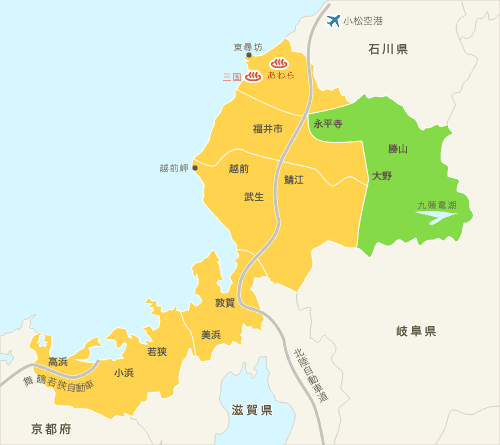 小松空港
東尋坊
石川県
三国
あわら
福井市
永平寺
勝山
越前岬
越前
鯖江
大野
武生
九頭竜湖
敦賀
美浜
岐阜県
若狭
高浜
小浜
舞鶴若狭自動車
北陸自動車道
滋賀県
京都府